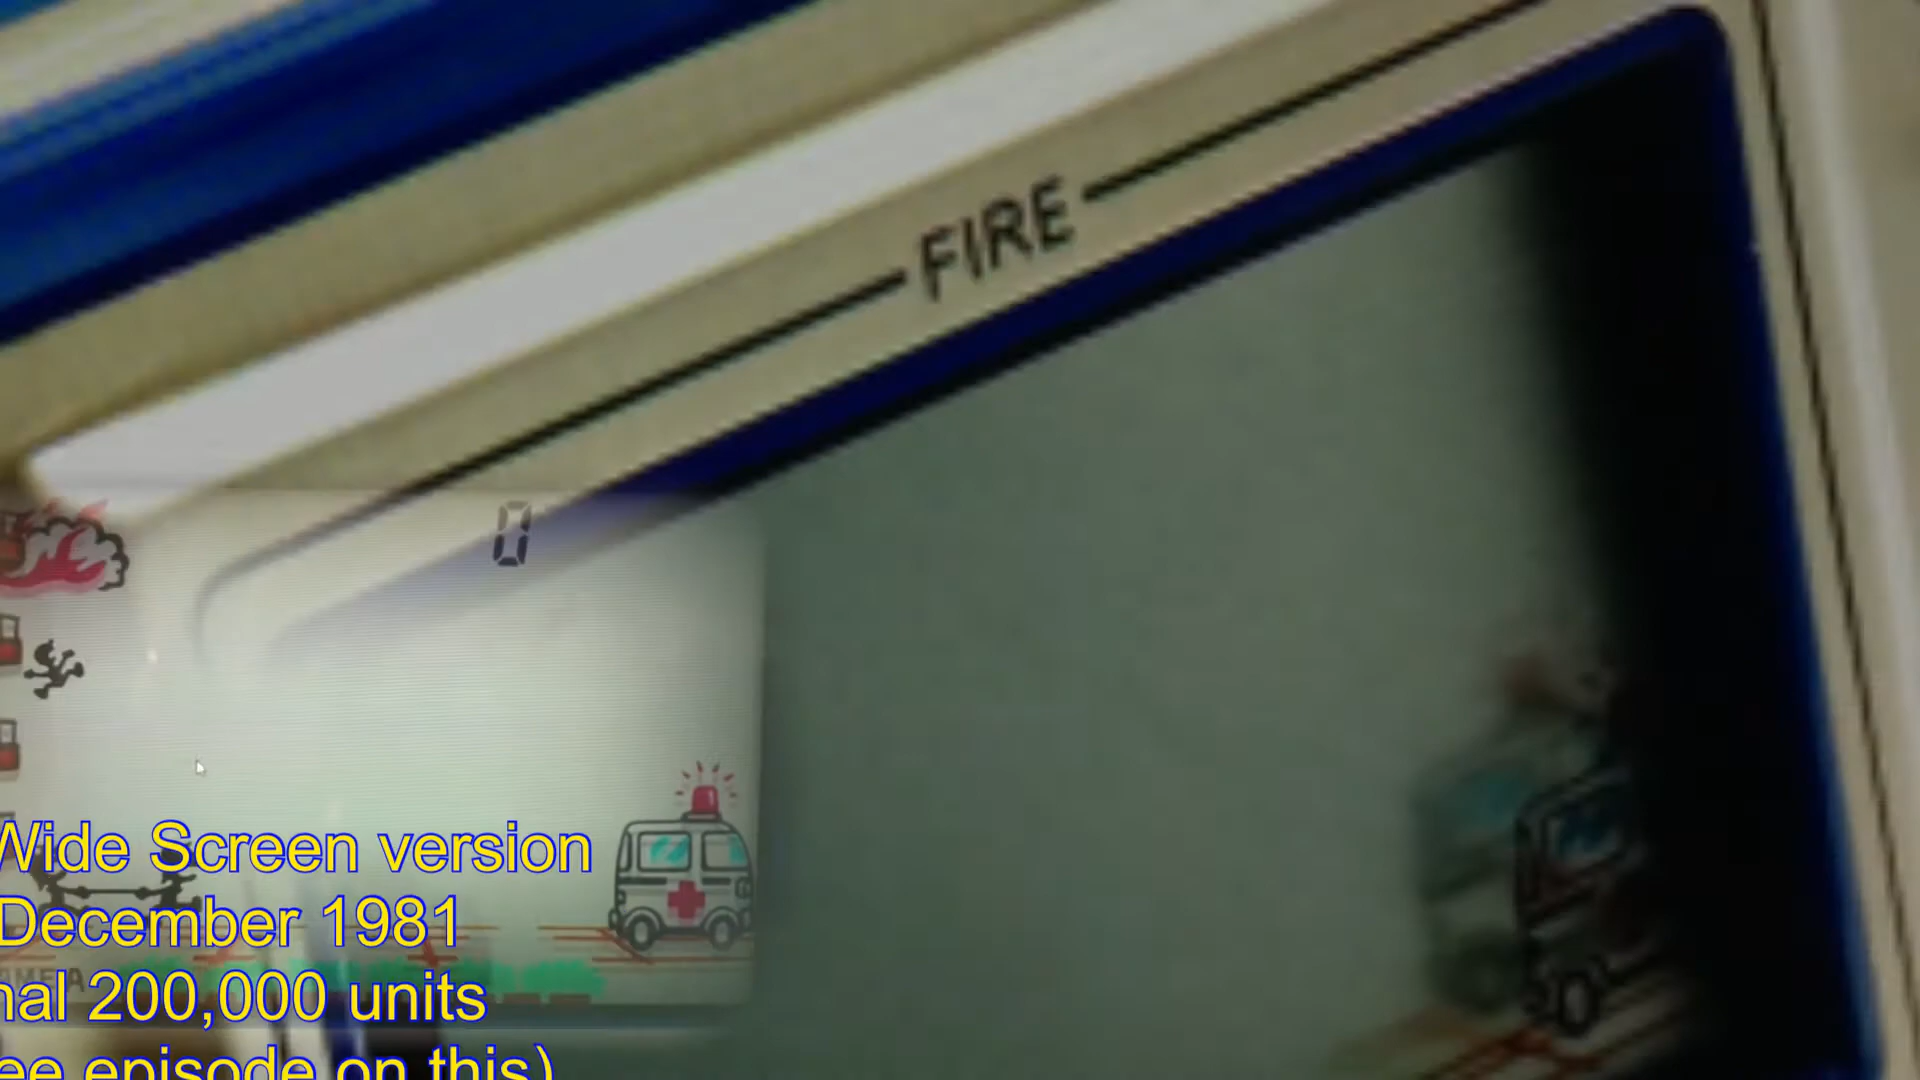 FIRE
0
Wide Screen version
December 1981
nal 200,000 units
ee episode on this)